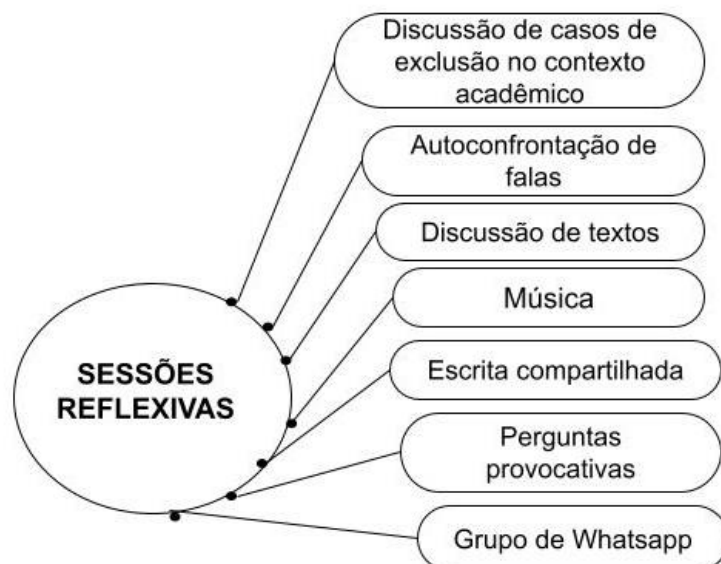 Discussão de casos de
exclusão no contexto
acadêmico
Autoconfrontação de
falas
Discussão de textos
Música
SESSÕES
REFLEXIVAS
Escrita compartilhada
Perguntas
provocativas
Grupo de Whatsapp